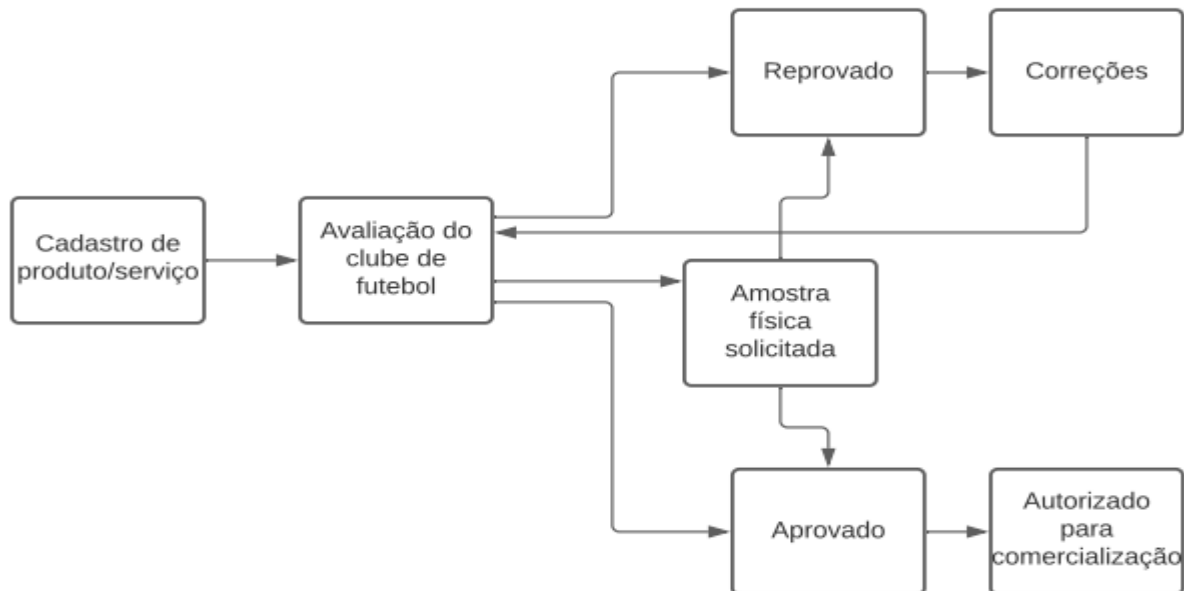 Reprovado
Correções
Cadastro de
produto/serviço
Avaliação do
clube de
futebol
Amostra
física
solicitada
Aprovado
Autorizado
para
comercialização